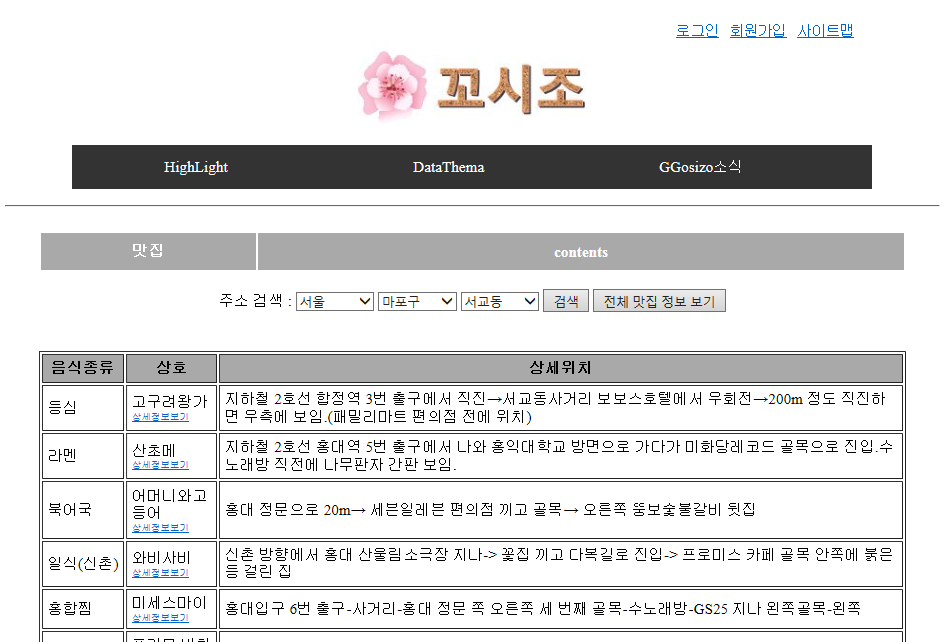 로그인 회원가입 사이트맵
꼬시조
HighLight DataThema GGosizo소식
맛집 contents
주소 검색 : 서울 마포구 서교동 검색 전체 맛집 정보 보기
음식종류 상호 상세위치
등심
고구려왕가
상세정보보기
지하철 2호선 합정역 3번 출구에서 직진→서교동사거리 보보스호텔에서 우회전→200m 정도 직진하
면 우측에 보임.(패밀리마트 편의점 전에 위치)
라멘
산초메
상세정보보기
지하철 2호선 홍대역 5번 출구에서 나와 홍익대학교 방면으로 가다가 미화당레코드 골목으로 진입.수
노래방 직전에 나무판자 간판 보임.
북어국
어머니와고
등어
상세정보보기
홍대 정문으로 20m→ 세븐일레븐 편의점 끼고 골목→ 오른쪽 뚱보숯불갈비 뒷집
일식(신촌)
와비사비
상세정보보기
신촌 방향에서 홍대 산울림소극장 지나-> 꽃집 끼고 다복길로 진입-> 프로미스 카페 골목 안쪽에 붉은
등 걸린 집
홍합찜
미세스마이
상세정보보기
홍대입구 6번 출구-사거리-홍대 정문 쪽 오른쪽 세 번째 골목-수노래방-GS25 지나 왼쪽골목-왼쪽